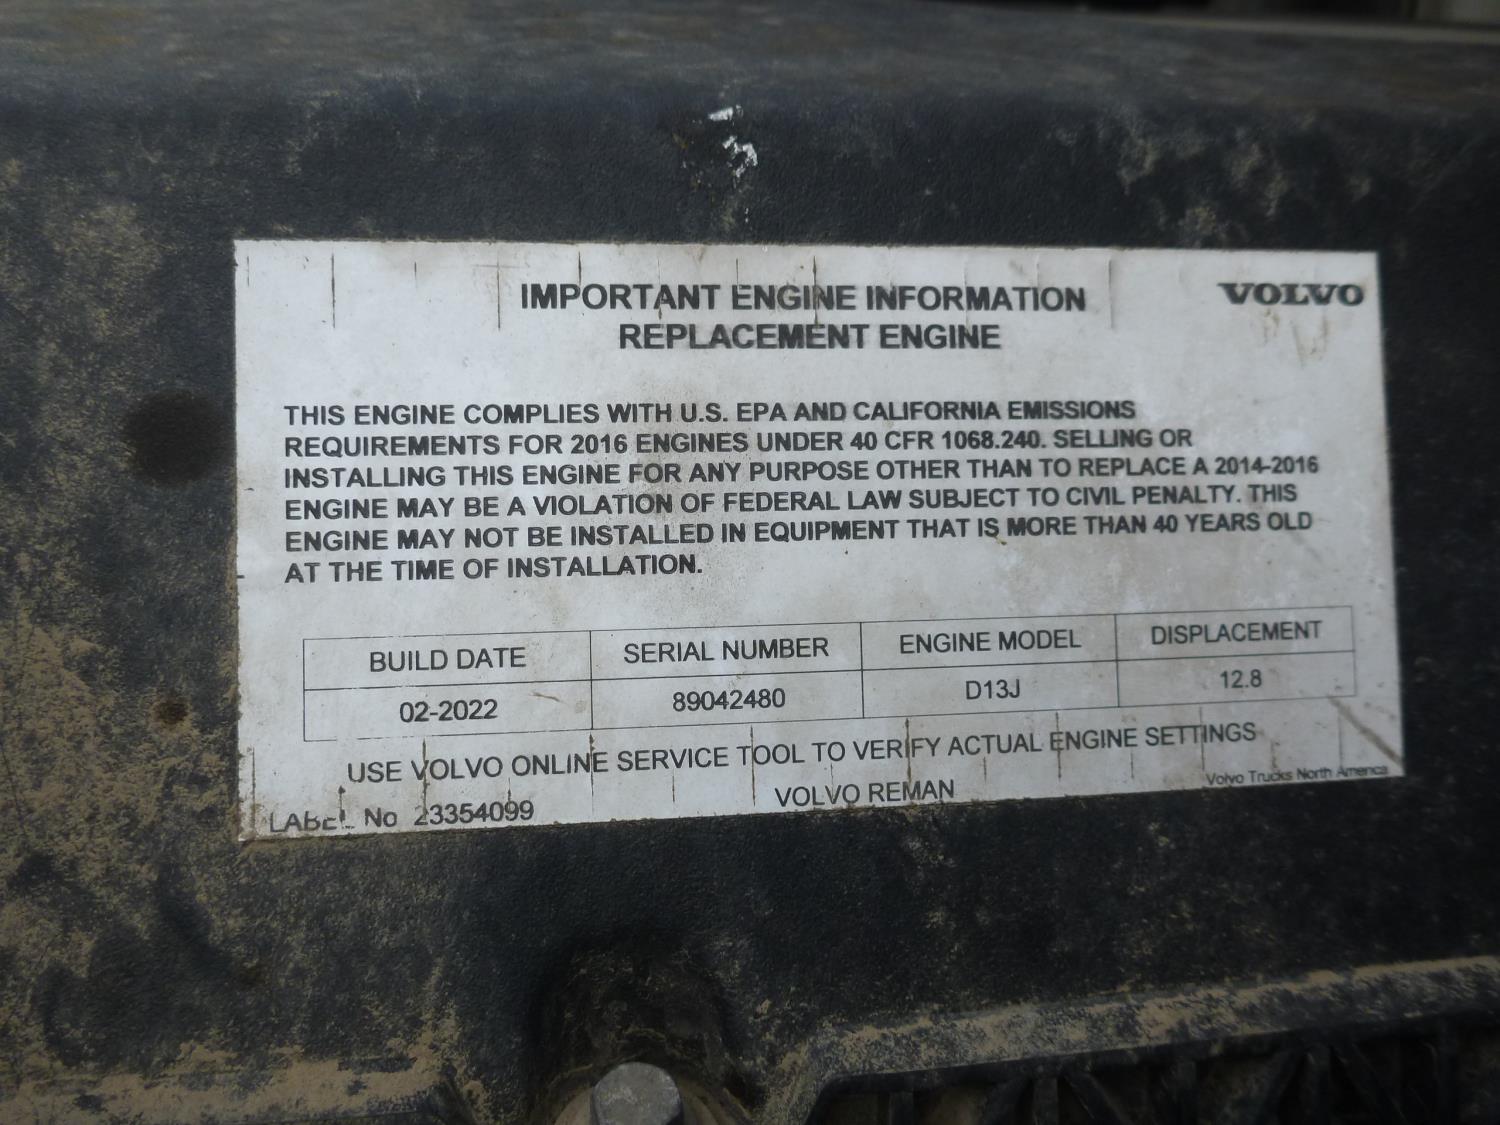 IMPORTANT ENGINE INFORMATION
VOLVO
REPLACEMENT ENGINE
THIS ENGINE COMPLIES WITH U.S. EPA AND CALIFORNIA EMISSIONS
REQUIREMENTS FOR 2016 ENGINES UNDER 40 CFR 1068.240. SELLING OR
INSTALLING THIS ENGINE FOR ANY PURPOSE OTHER THAN TO REPLACE A 2014-2016
ENGINE MAY BE A VIOLATION OF FEDERAL LAW SUBJECT TO CIVIL PENALTY. THIS
ENGINE MAY NOT BE INSTALLED IN EQUIPMENT THAT IS MORE THAN 40 YEARS OLD
AT THE TIME OF INSTALLATION.
BUILD DATE SERIAL NUMBER ENGINE MODEL DISPLACEMENT
02-2022 89042480 D13J 12.8
USE VOLVO ONLINE SERVICE TOOL TO VERIFY ACTUAL ENGINE SETTINGS
LABEL No 23354099 VOLVO REMAN Volvo Trucks North America